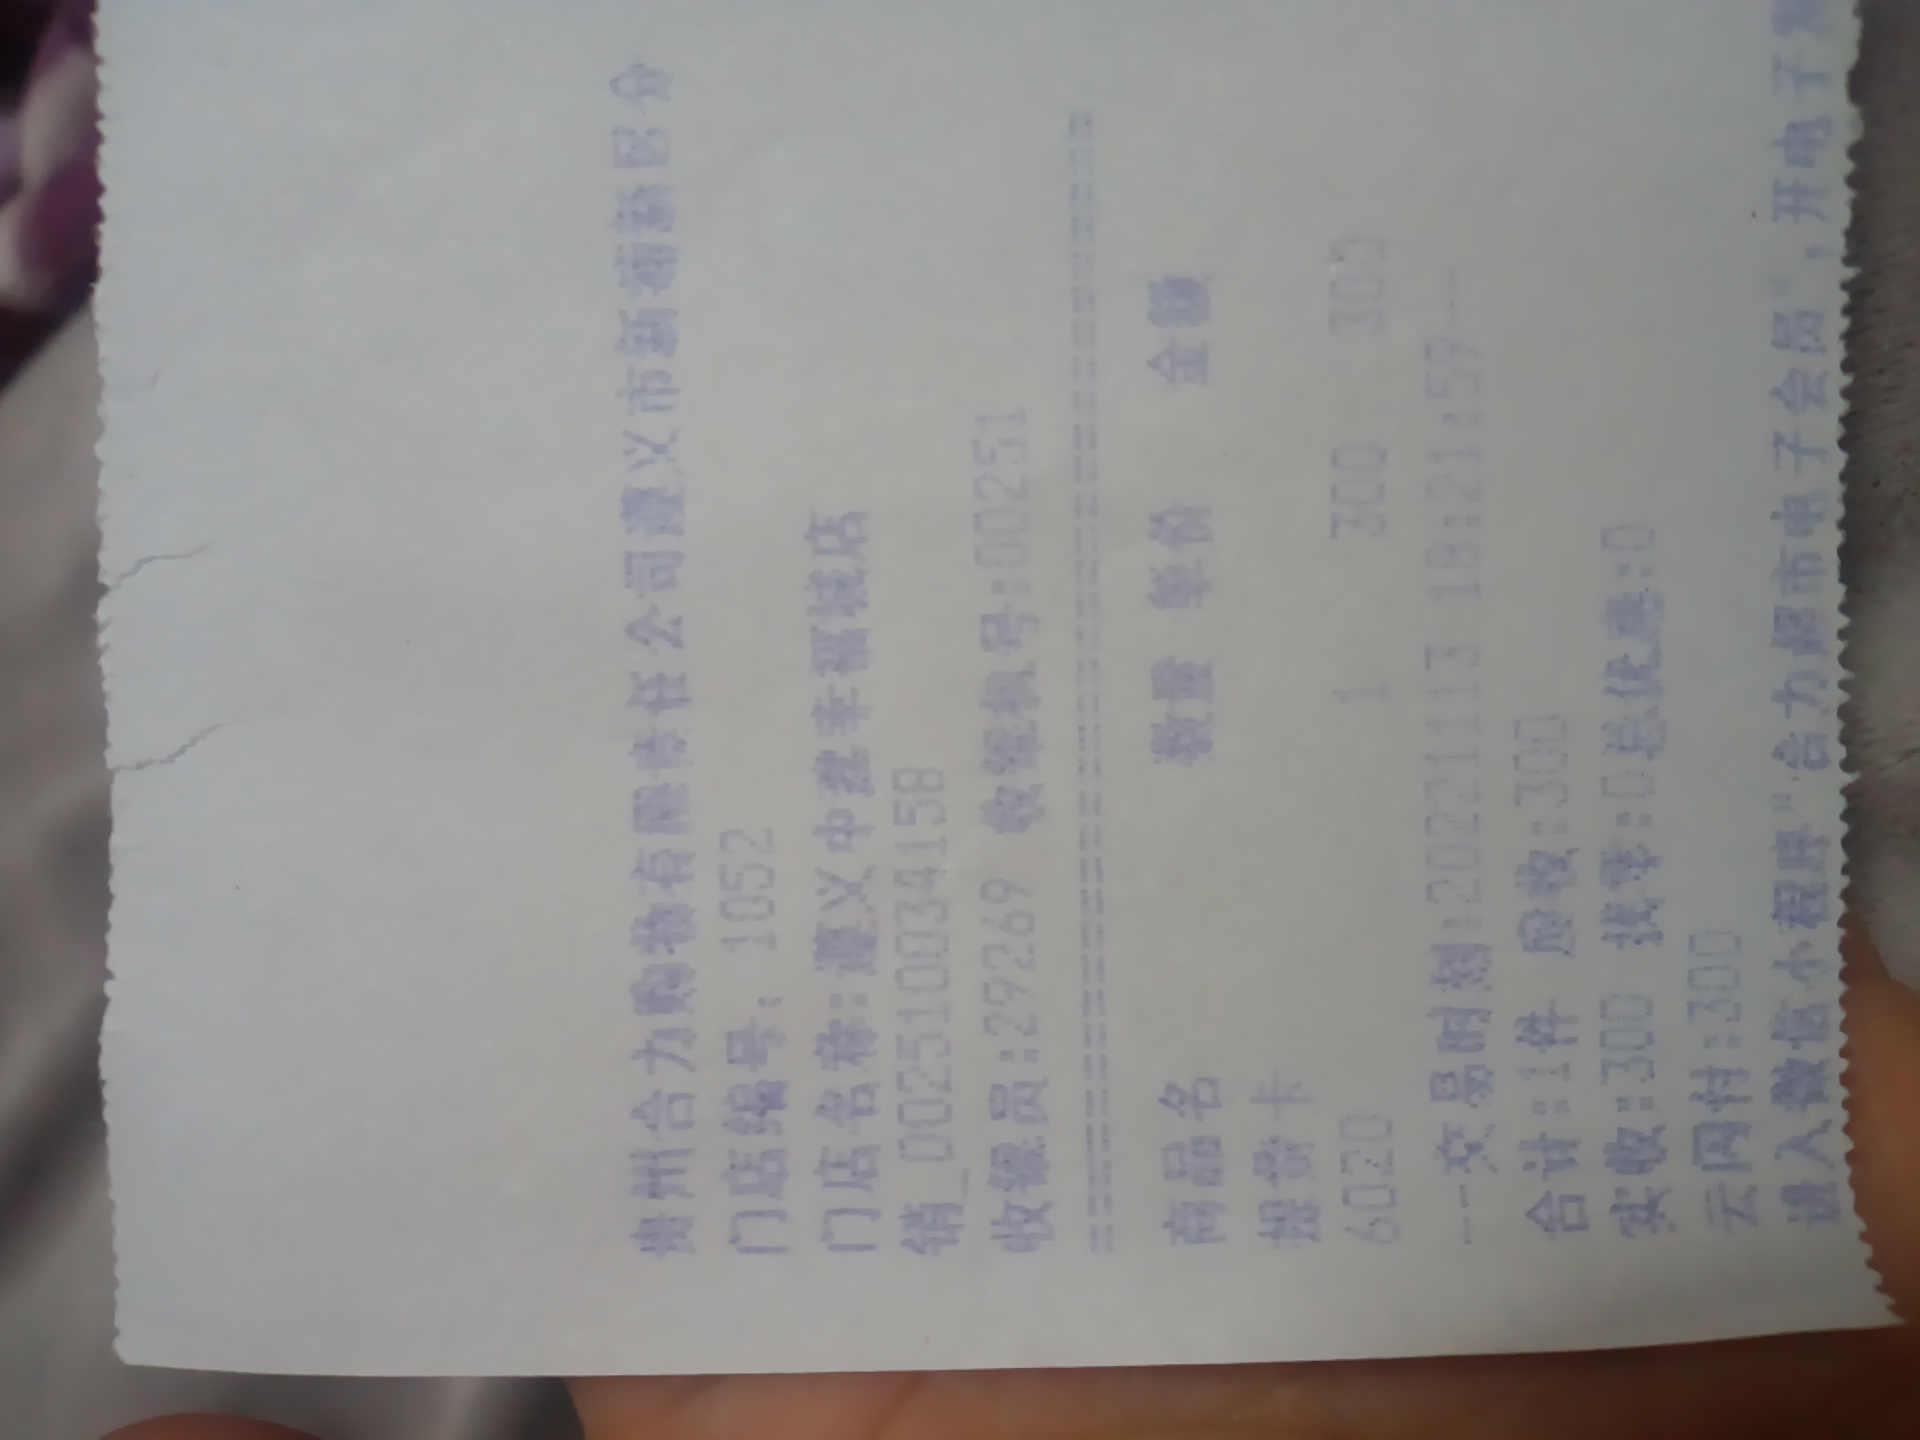 贵州合力购物有限责任公司遵义市新蒲新区分
门店编号: 1052
门店名称:遵义中建幸福城店
销_002510034158
收银员:29269 收银机号:00251
==========================================
商品名 数量 单价 金额
提货卡
6020 1 300 300
---交易时刻:20221113 18:21:59---
合计:1件 应收:300
实收:300 找零:0总优惠:0
云网付:300
进入微信小程序"合力超市电子会员",开电子发